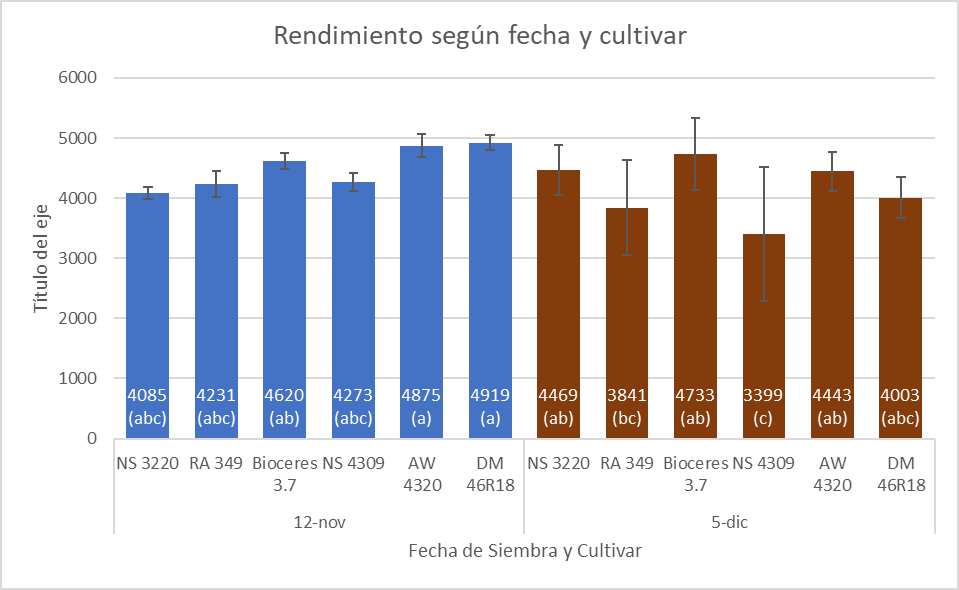 Rendimiento según fecha y cultivar
Título del eje
6000
5000
4000
3000
2000
1000
0
4085
(abc)
4231
(abc)
4620
(ab)
4273
(abc)
4875
(a)
4919
(a)
4469
(ab)
3841
(bc)
4733
(ab)
3399
(c)
4443
(ab)
4003
(abc)
NS 3220
RA 349
Bioceres
3.7
NS 4309
AW
4320
DM
46R18
NS 3220
RA 349
Bioceres
3.7
NS 4309
AW
4320
DM
46R18
12-nov
5-dic
Fecha de Siembra y Cultivar